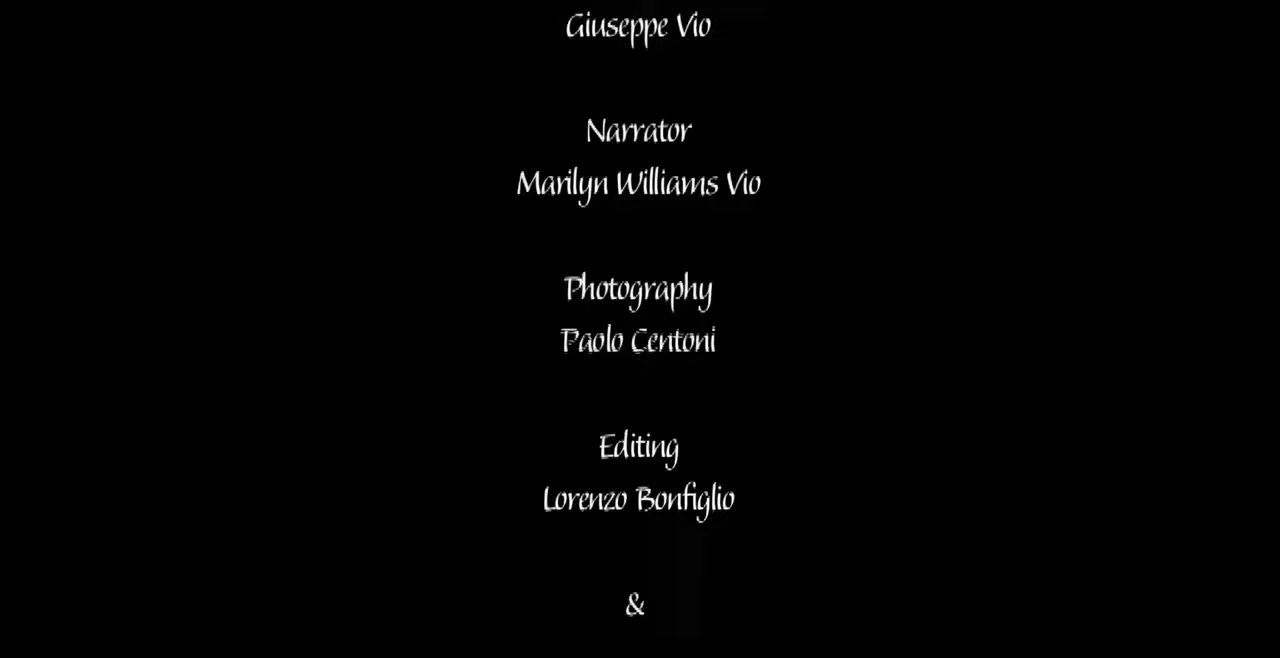 Giuseppe Vio
Narrator
Marilyn Williams Vio
Photography
Paolo Centoni
Editing
Lorenzo Bonfiglio
&